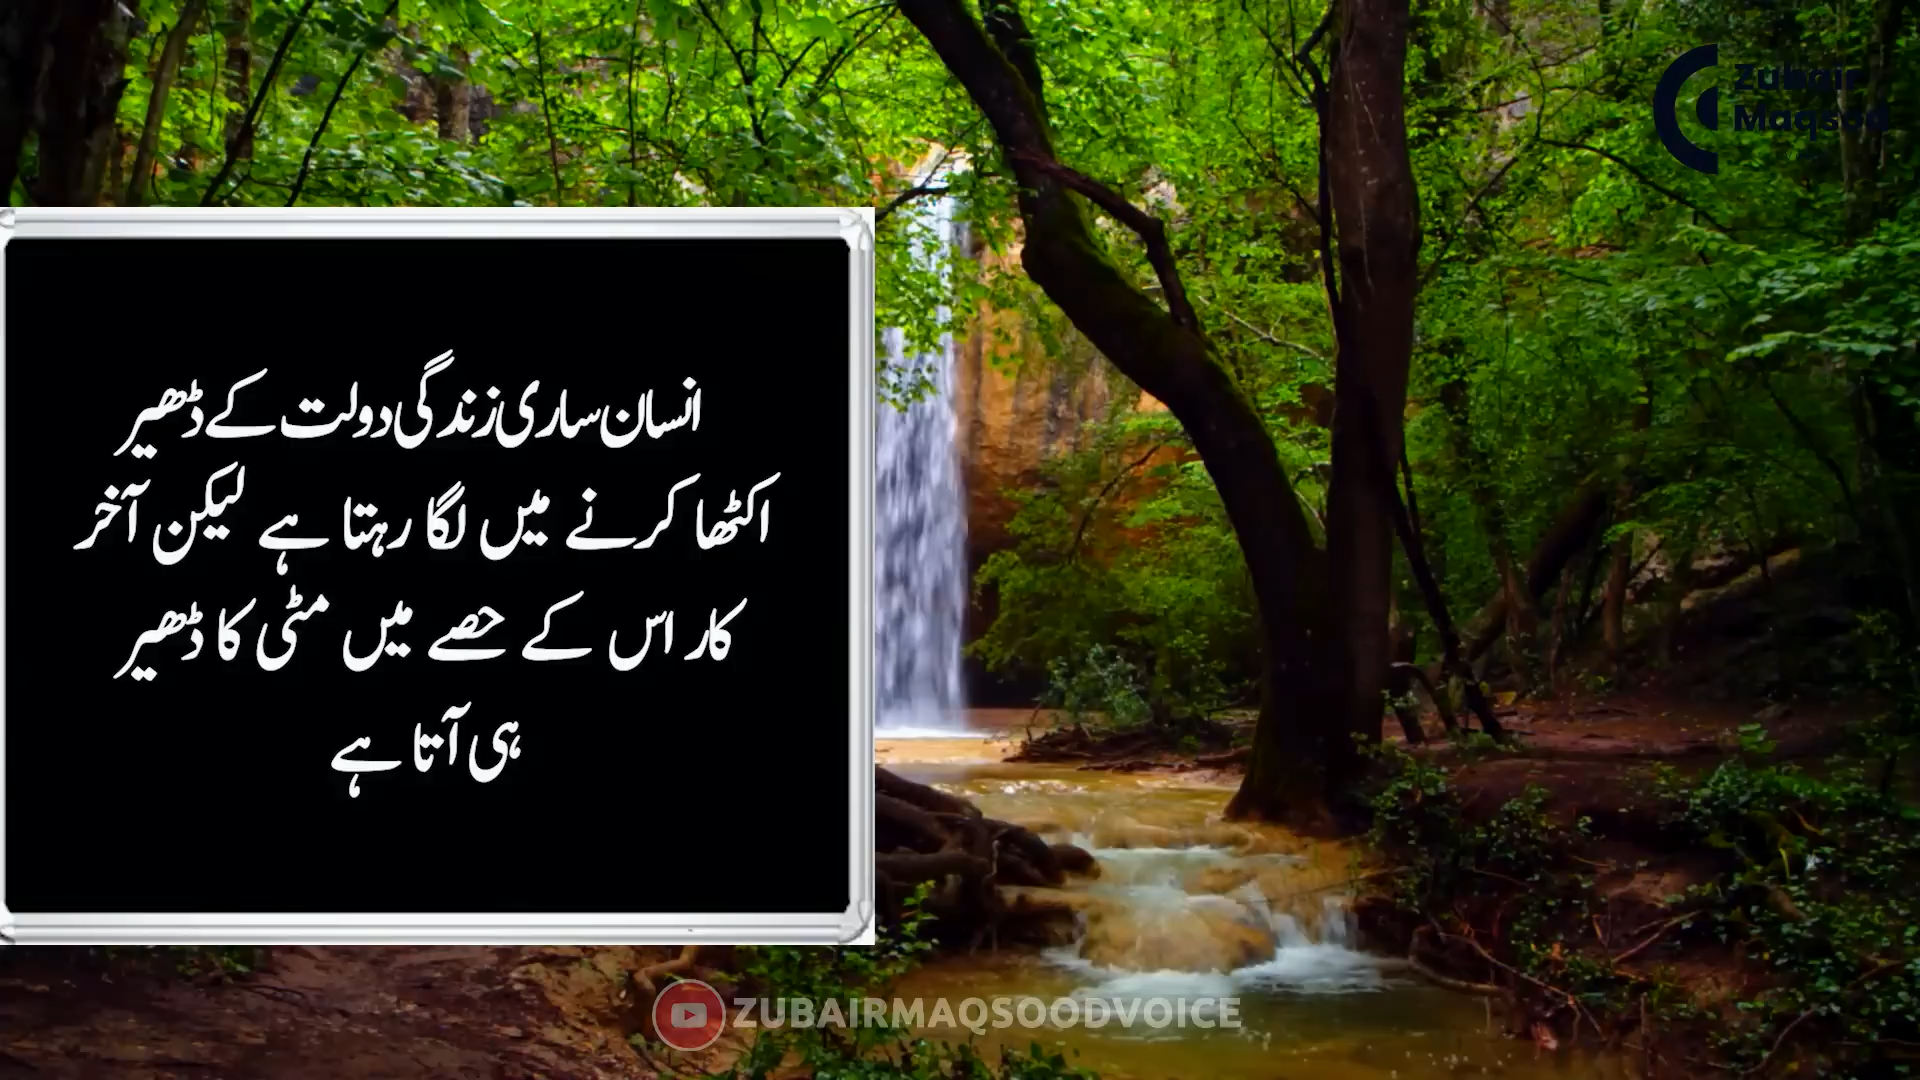 Zubair
Maqsood
انسان ساری زندگی دولت کے ڈھیر
اکٹھا کرنے میں لگا رہتا ہے لیکن آخر
کار اس کے حصے میں مٹی کا ڈھیر
ہی آتا ہے
ZUBAIRMAQSOODVOICE